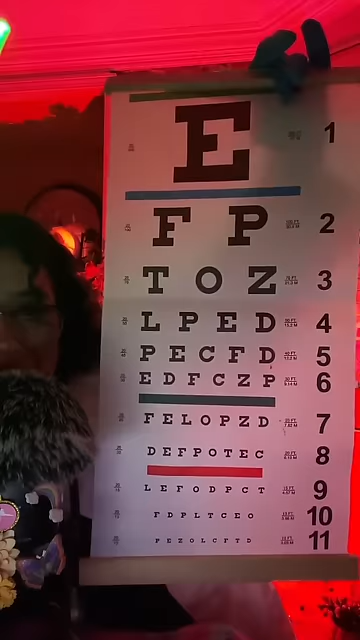 E 1
F P 2
T O Z 3
L P E D 4
P E C F D 5
E D F C Z P 6
F E L O P Z D 7
D E F P O T E C 8
L E F O D P C T 9
F D P L T C E O 10
P E Z O L C F T D 11